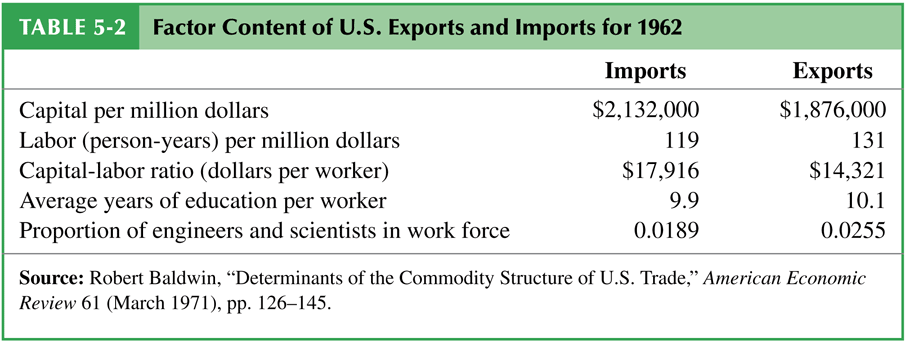 TABLE 5-2 Factor Content of U.S. Exports and Imports for 1962
Imports Exports
Capital per million dollars $2,132,000 $1,876,000
Labor (person-years) per million dollars 119 131
Capital-labor ratio (dollars per worker) $17,916 $14,321
Average years of education per worker 9.9 10.1
Proportion of engineers and scientists in work force 0.0189 0.0255
Source: Robert Baldwin, “Determinants of the Commodity Structure of U.S. Trade,” American Economic
Review 61 (March 1971), pp. 126–145.